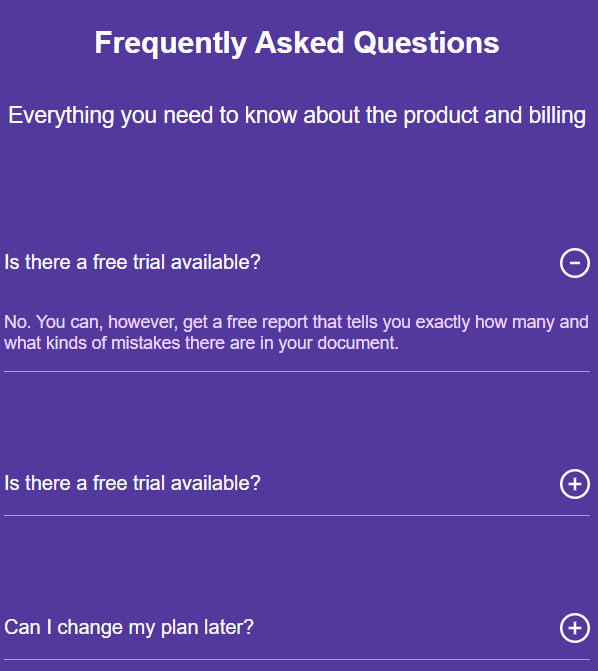 Frequently Asked Questions
Everything you need to know about the product and billing
Is there a free trial available?
No. You can, however, get a free report that tells you exactly how many and
what kinds of mistakes there are in your document.
Is there a free trial available?
Can I change my plan later?